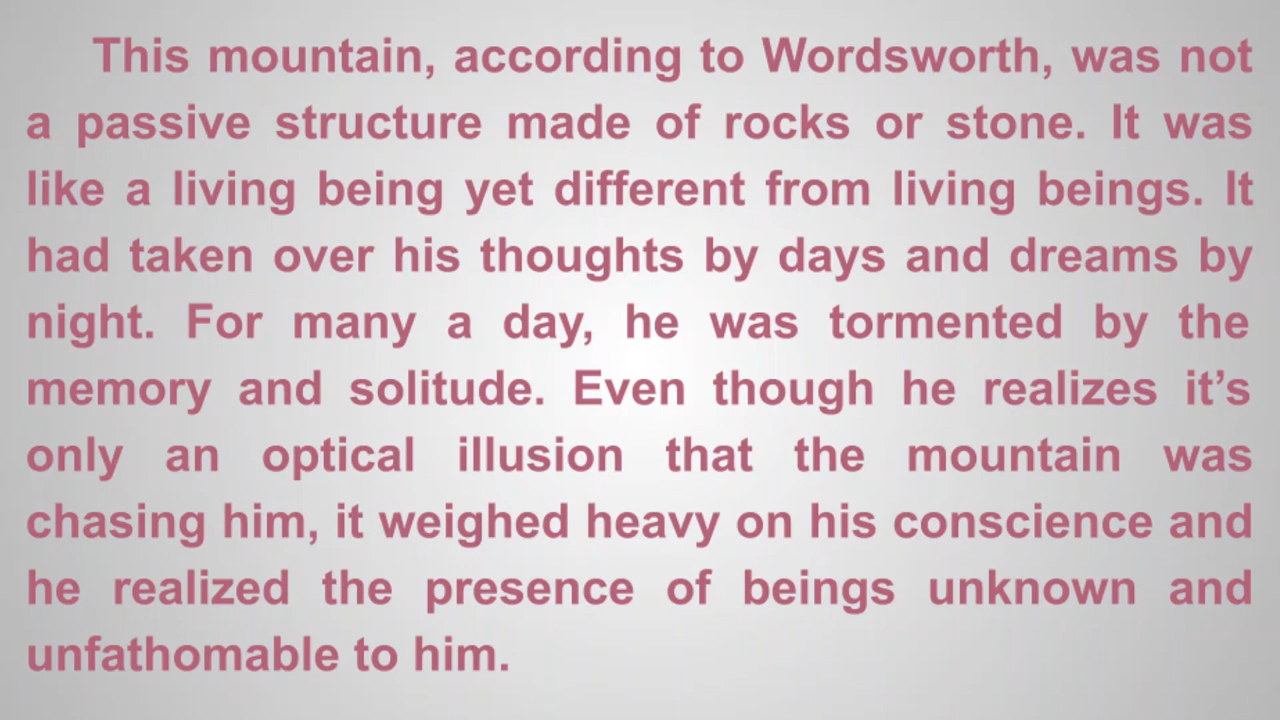 This mountain, according to Wordsworth, was not
a passive structure made of rocks or stone. It was
like a living being yet different from living beings. It
had taken over his thoughts by days and dreams by
night. For many a day, he was tormented by the
memory and solitude. Even though he realizes it’s
only an optical illusion that the mountain was
chasing him, it weighed heavy on his conscience and
he realized the presence of beings unknown and
unfathomable to him.